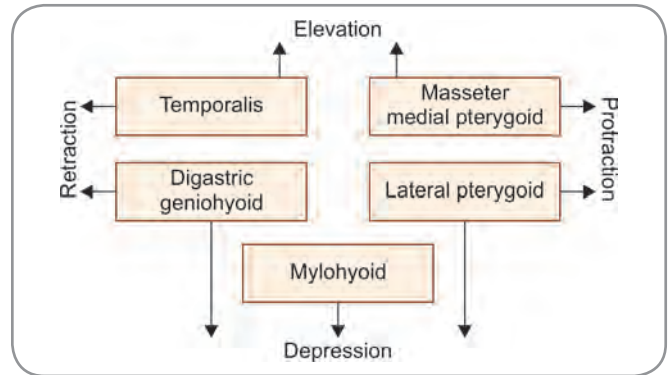 Elevation
Temporalis
Masseter
medial pterygoid
Retraction
Protraction
Digastric
geniohyoid
Lateral pterygoid
Mylohyoid
Depression